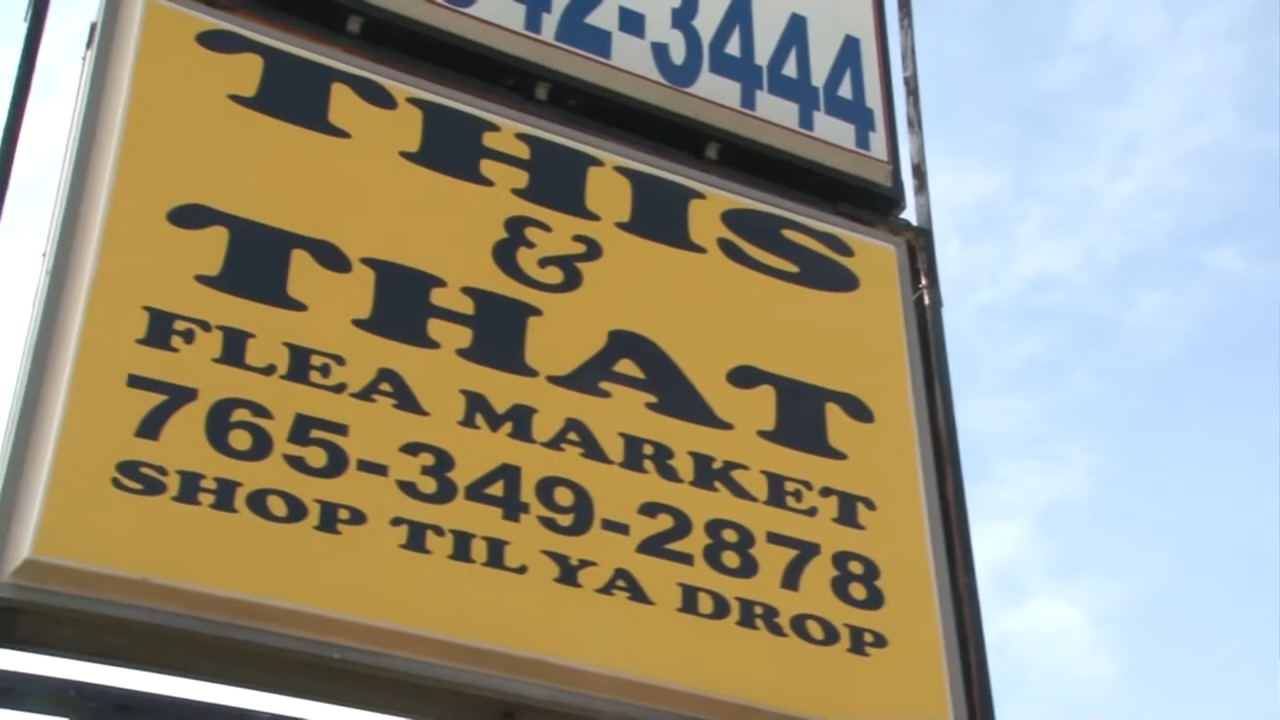 42-3444
THIS
&
THAT
FLEA MARKET
765-349-2878
SHOP TIL YA DROP